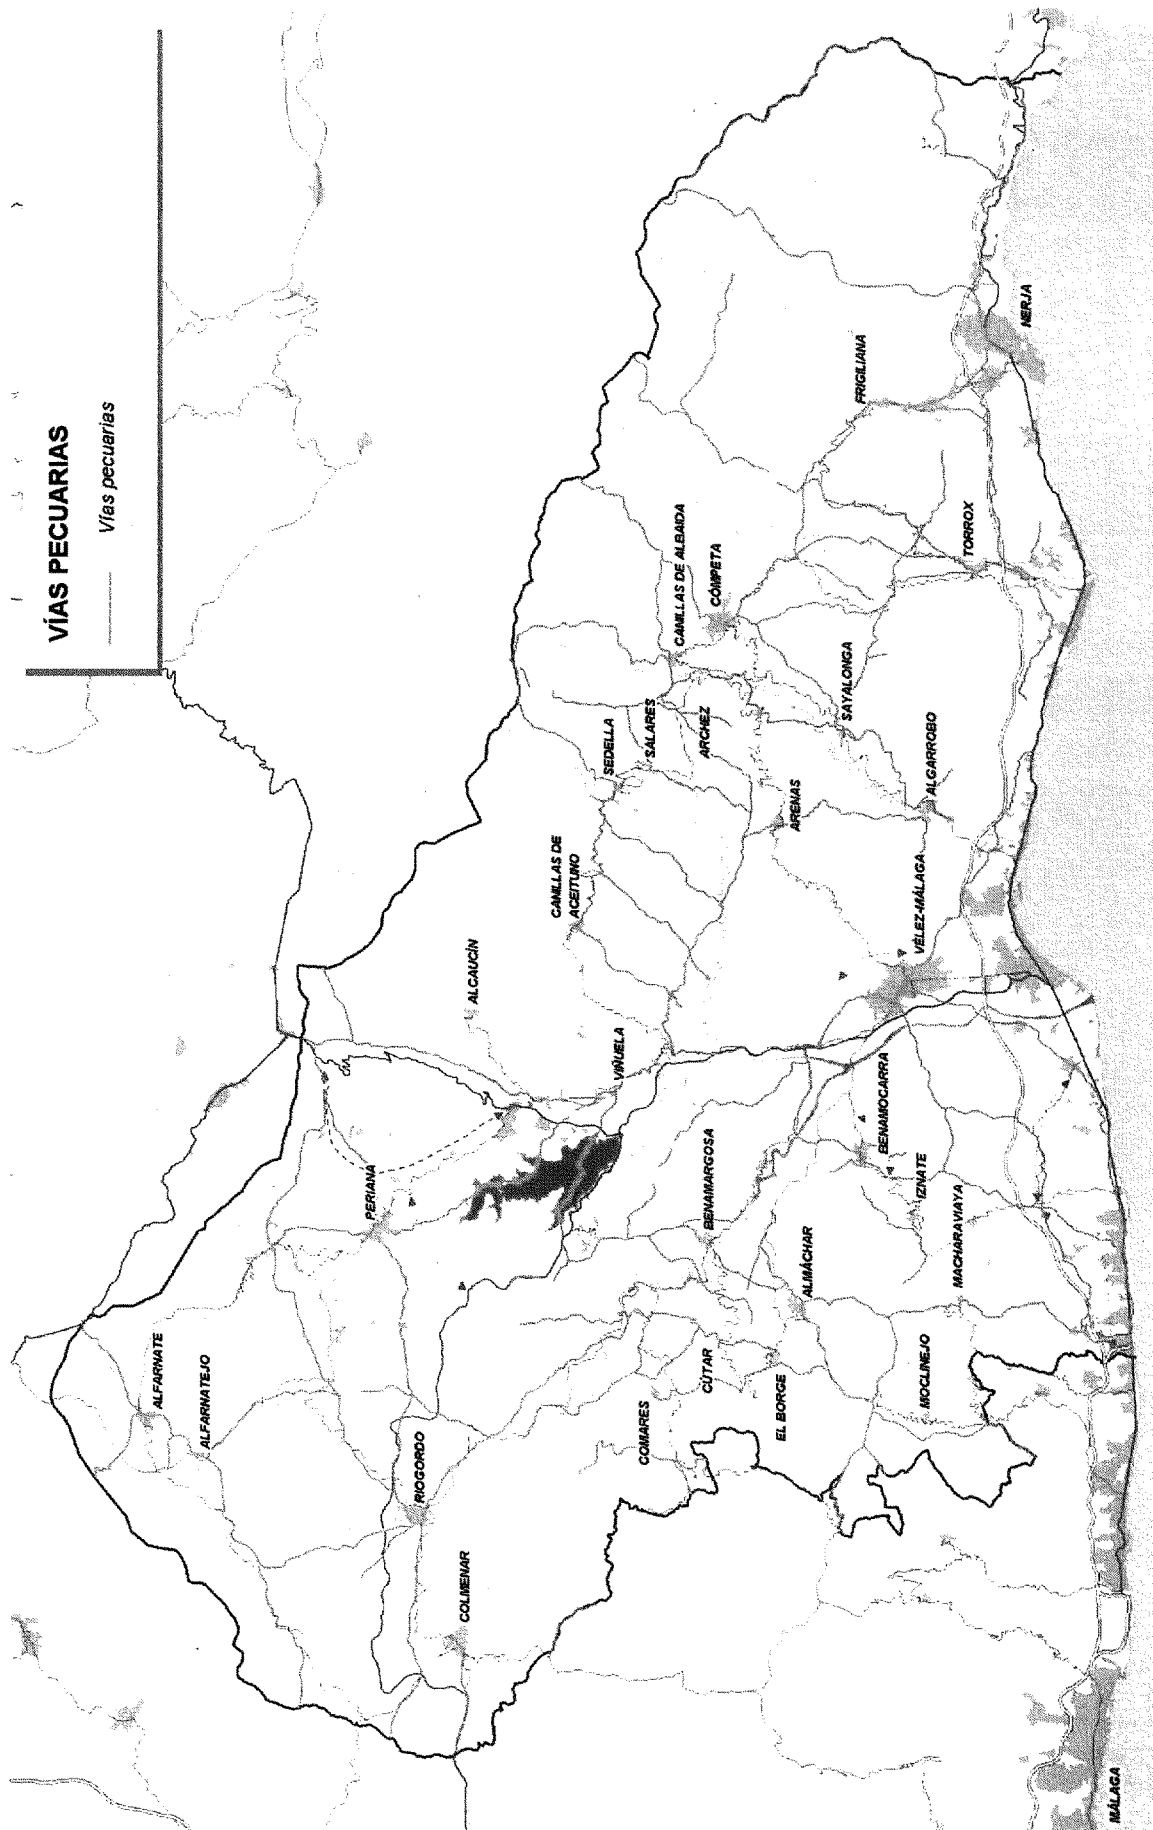 VÍAS PECUARIAS
Vías pecuarias
ALFARNATE
ALFARNATEJO
PERIANA
RIOGORDO
COLMENAR
ALCAUCÍN
CANILLAS DE
ACEITUNO
SEDELLA
SALARES
CANILLAS DE ALBAIDA
CÓMPETA
ARCHEZ
VIÑUELA
COMARES
CÚTAR
BENAMARGOSA
EL BORGE
ALMÁCHAR
ARENAS
SAYALONGA
FRIGILIANA
BENAMOCARRA
IZNATE
VÉLEZ-MÁLAGA
ALGARROBO
MOCLINEJO
MACHARAVIAYA
TORROX
NERJA
MÁLAGA